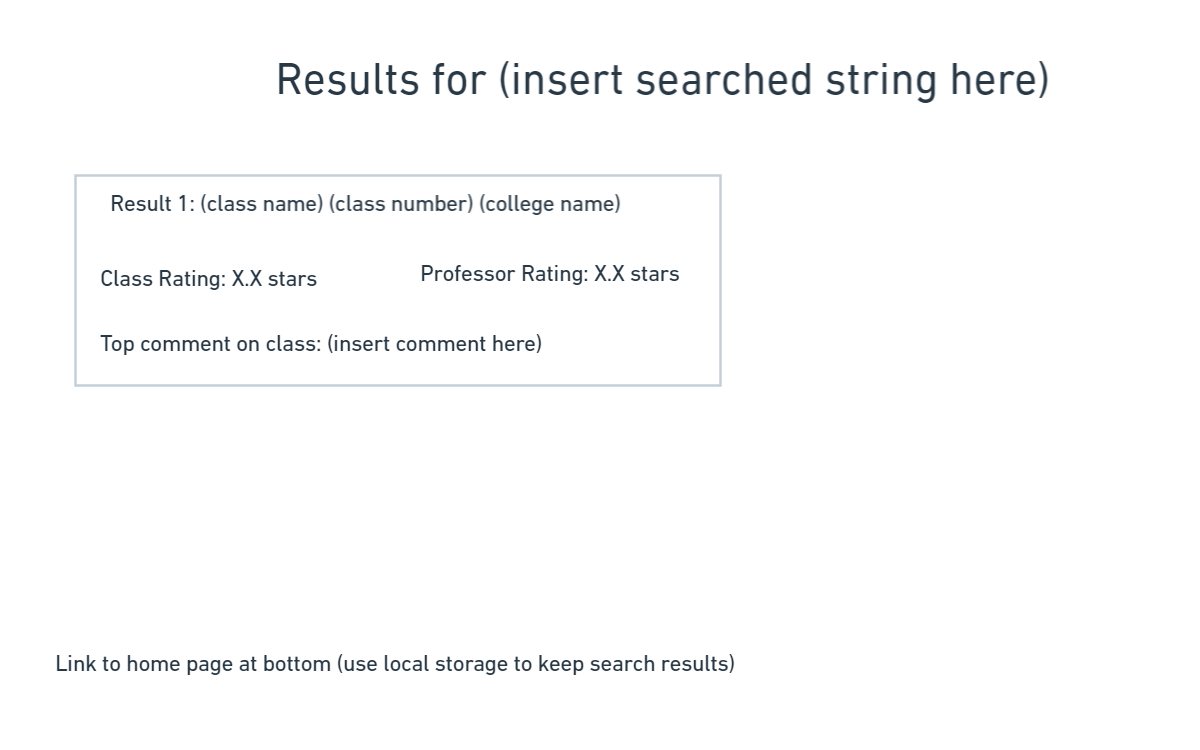 Results for (insert searched string here)
Result 1: (class name) (class number) (college name)
Class Rating: X.X stars
Professor Rating: X.X stars
Top comment on class: (insert comment here)
Link to home page at bottom (use local storage to keep search results)